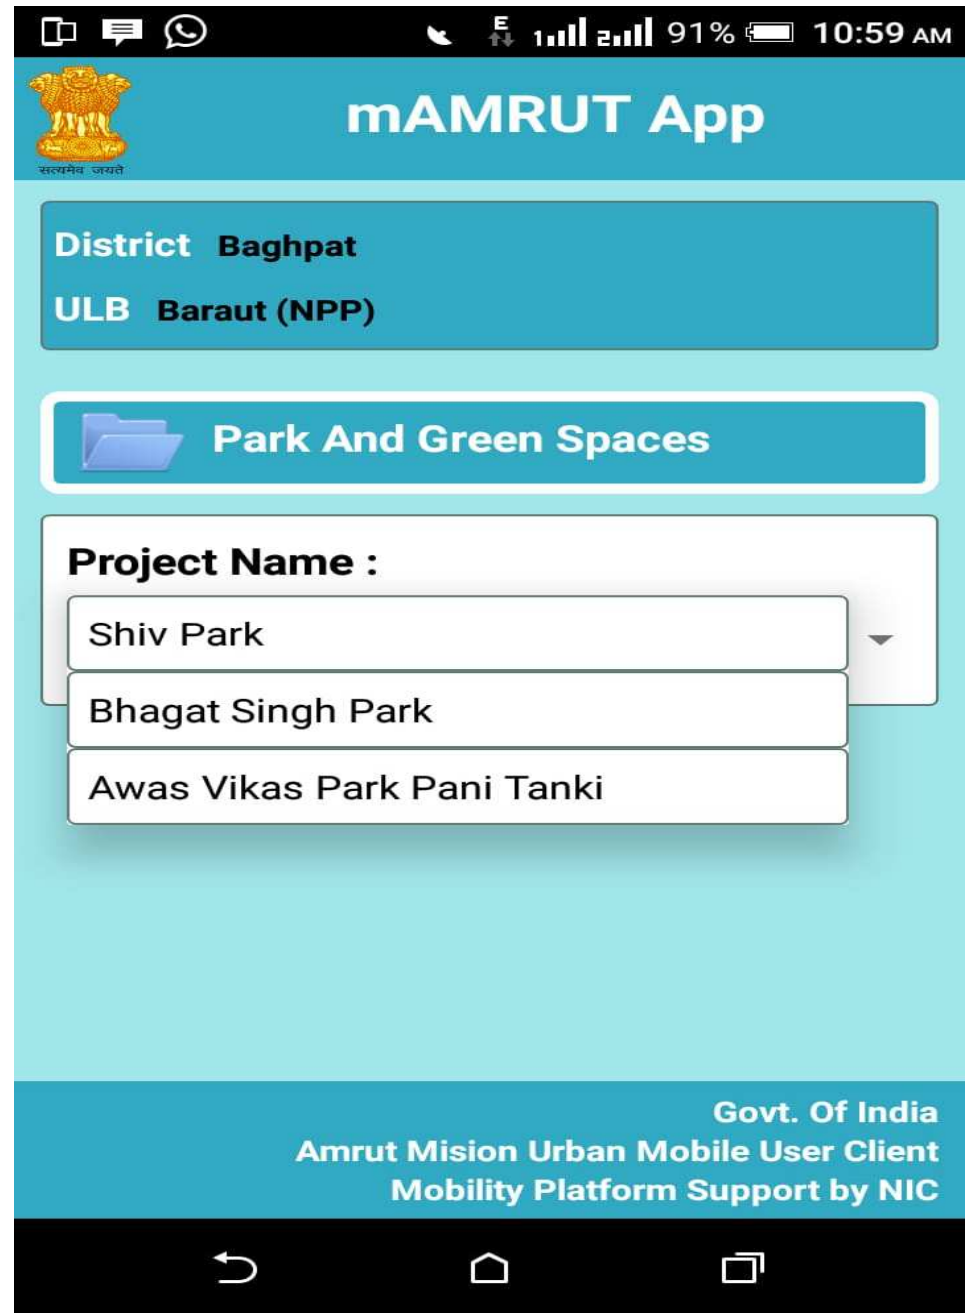 E 1 2 91% 10:59 AM
mAMRUT App
सत्यमेव जयते
District Baghpat
ULB Baraut (NPP)
Park And Green Spaces
Project Name :
Shiv Park
Bhagat Singh Park
Awas Vikas Park Pani Tanki
Govt. Of India
Amrut Mision Urban Mobile User Client
Mobility Platform Support by NIC